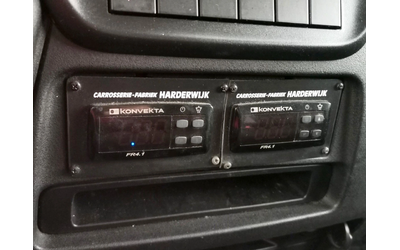 CARROSSERIE-FABRIEK HARDERWIJK
KONVEKTA
FR4.1
CARROSSERIE-FABRIEK HARDERWIJK
KONVEKTA
FR4.1